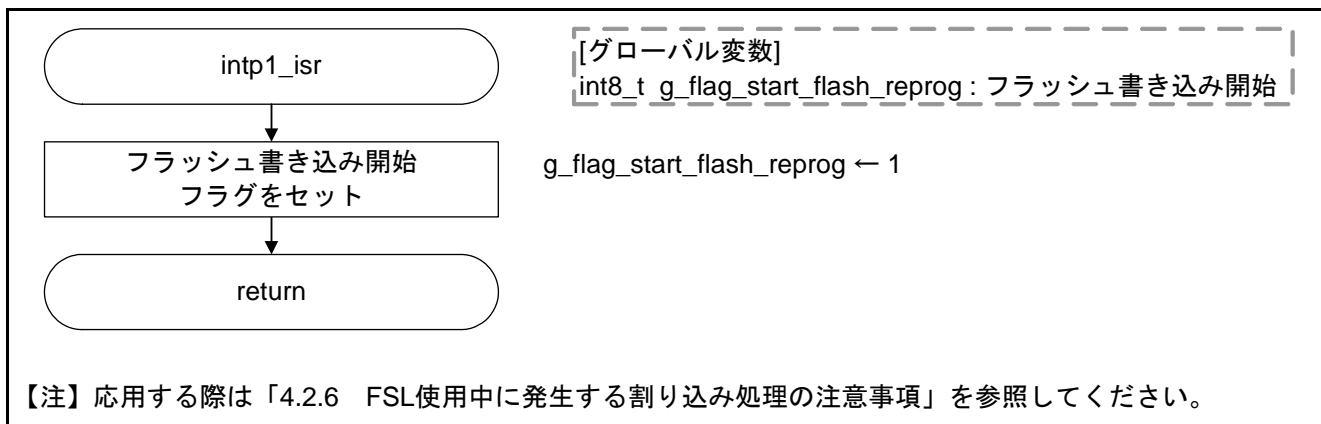 intp1_isr
[グローバル変数]
int8_t g_flag_start_flash_reprog : フラッシュ書き込み開始
フラッシュ書き込み開始
フラグをセット
g_flag_start_flash_reprog ← 1
return
【注】応用する際は「4.2.6　FSL使用中に発生する割り込み処理の注意事項」を参照してください。